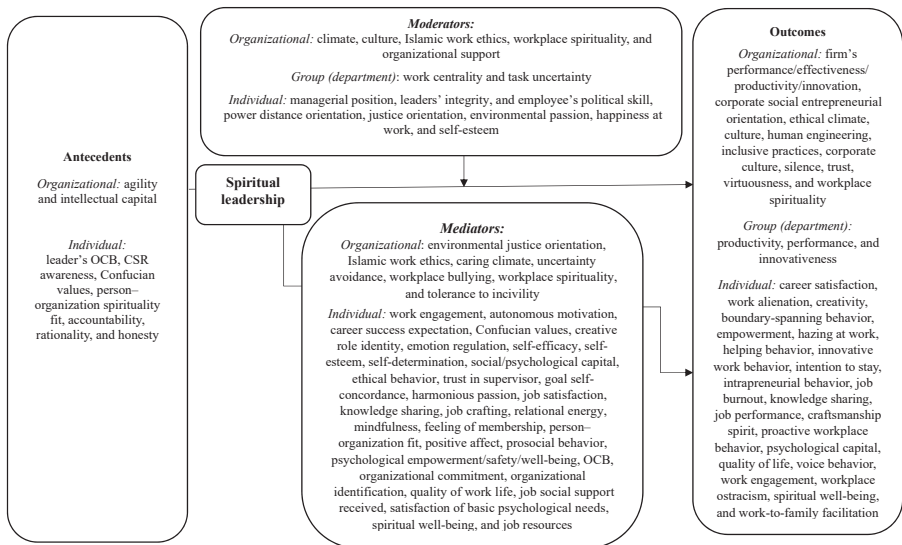 Moderators:
Organizational: climate, culture, Islamic work ethics, workplace spirituality, and
organizational support
Group (department): work centrality and task uncertainty
Individual: managerial position, leaders' integrity, and employee's political skill,
power distance orientation, justice orientation, environmental passion, happiness at
work, and self-esteem
Antecedents
Organizational: agility
and intellectual capital
Individual:
leader's OCB, CSR
awareness, Confucian
values, person–
organization spirituality
fit, accountability,
rationality, and honesty
Spiritual
leadership
Mediators:
Organizational: environmental justice orientation,
Islamic work ethics, caring climate, uncertainty
avoidance, workplace bullying, workplace spirituality,
and tolerance to incivility
Individual: work engagement, autonomous motivation,
career success expectation, Confucian values, creative
role identity, emotion regulation, self-efficacy, self-
esteem, self-determination, social/psychological capital,
ethical behavior, trust in supervisor, goal self-
concordance, harmonious passion, job satisfaction,
knowledge sharing, job crafting, relational energy,
mindfulness, feeling of membership, person–
organization fit, positive affect, prosocial behavior,
psychological empowerment/safety/well-being, OCB,
organizational commitment, organizational
identification, quality of work life, job social support
received, satisfaction of basic psychological needs,
spiritual well-being, and job resources
Outcomes
Organizational: firm's
performance/effectiveness/
productivity/innovation,
corporate social entrepreneurial
orientation, ethical climate,
culture, human engineering,
inclusive practices, corporate
culture, silence, trust,
virtuousness, and workplace
spirituality
Group (department):
productivity, performance, and
innovativeness
Individual: career satisfaction,
work alienation, creativity,
boundary-spanning behavior,
empowerment, hazing at work,
helping behavior, innovative
work behavior, intention to stay,
intrapreneurial behavior, job
burnout, knowledge sharing,
job performance, craftsmanship
spirit, proactive workplace
behavior, psychological capital,
quality of life, voice behavior,
work engagement, workplace
ostracism, spiritual well-being,
and work-to-family facilitation